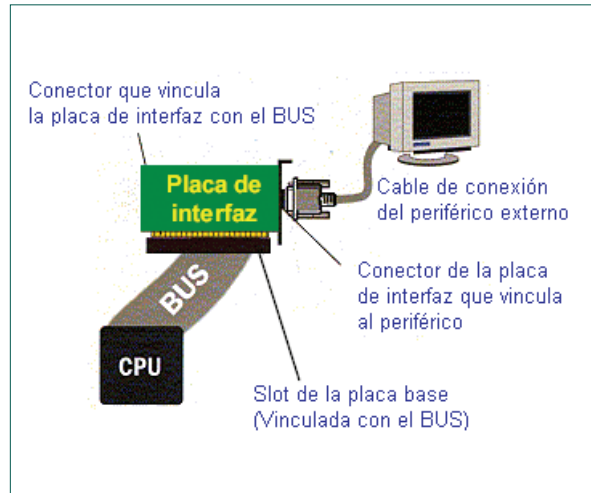 Conector que vincula
la placa de interfaz con el BUS
Placa de
interfaz
Cable de conexión
del periférico externo
Conector de la placa
de interfaz que vincula
al periférico
BUS
CPU
Slot de la placa base
(Vinculada con el BUS)